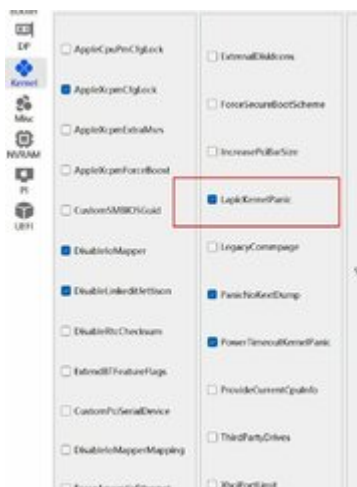 DP
Kernel
Misc
NVRAM
PI
UEFI
AppleCpuPmCfgLock
AppleXcpmCfgLock
AppleXcpmExtraMsrs
AppleXcpmForceBoost
CustomSMBIOSGuid
DisableIoMapper
DisableLinkeditJettison
DisableRtcChecksum
ExtendBTFeatureFlags
CustomPciSerialDevice
DisableIoMapperMapping
ExternalDiskIcons
ForceSecureBootScheme
IncreasePciBarSize
LapicKernelPanic
LegacyCommpage
PanicNoKextDump
PowerTimeoutKernelPanic
ProvideCurrentCpuInfo
ThirdPartyDrives
XhciPortLimit